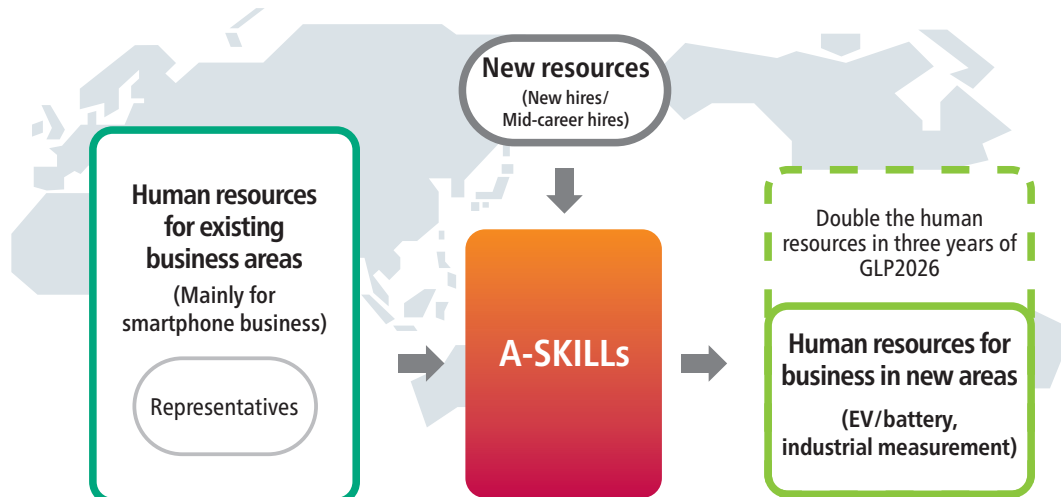 New resources
(New hires/
Mid-career hires)
Human resources
for existing
business areas
(Mainly for
smartphone business)
Representatives
A-SKILLs
Double the human
resources in three years of
GLP2026
Human resources for
business in new areas
(EV/battery,
industrial measurement)